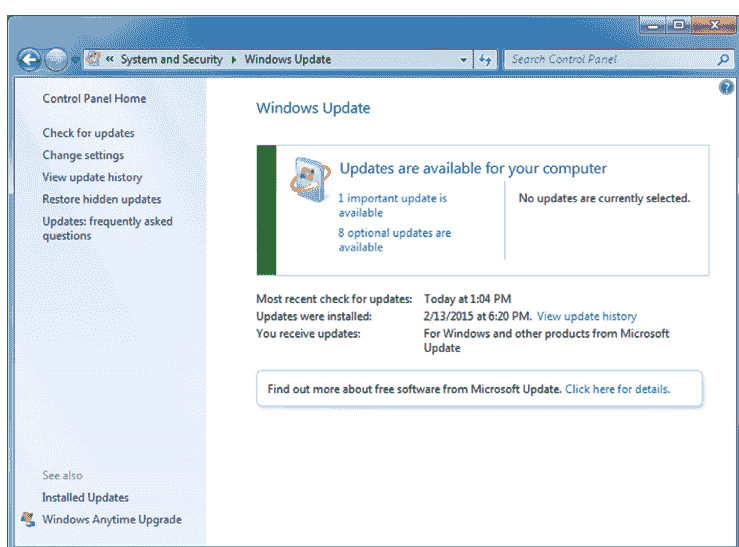 « System and Security ▸ Windows Update
Search Control Panel
Control Panel Home
Check for updates
Change settings
View update history
Restore hidden updates
Updates: frequently asked
questions
See also
Installed Updates
Windows Anytime Upgrade
Windows Update
Updates are available for your computer
1 important update is
available
8 optional updates are
available
No updates are currently selected.
Most recent check for updates: Today at 1:04 PM
Updates were installed: 2/13/2015 at 6:20 PM. View update history
You receive updates: For Windows and other products from Microsoft
Update
Find out more about free software from Microsoft Update. Click here for details.